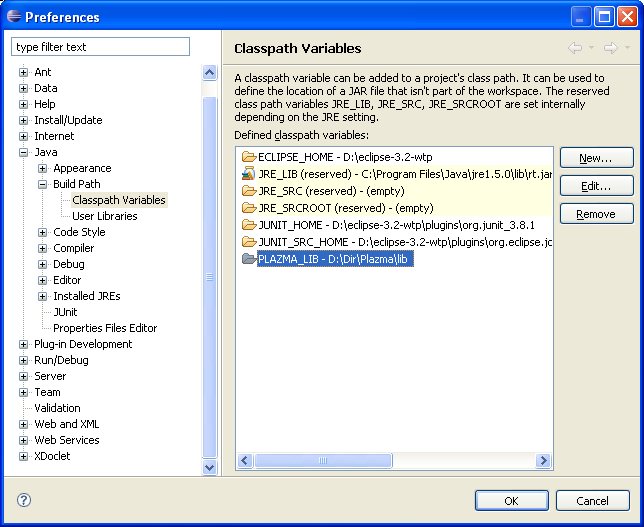 Preferences
type filter text
Ant
Data
Help
Install/Update
Internet
Java
Appearance
Build Path
Classpath Variables
User Libraries
Code Style
Compiler
Debug
Editor
Installed JREs
JUnit
Properties Files Editor
Plug-in Development
Run/Debug
Server
Team
Validation
Web and XML
Web Services
XDoclet
Classpath Variables
A classpath variable can be added to a project's class path. It can be used to
define the location of a JAR file that isn't part of the workspace. The reserved
class path variables JRE_LIB, JRE_SRC, JRE_SRCROOT are set internally
depending on the JRE setting.
Defined classpath variables:
ECLIPSE_HOME - D:\eclipse-3.2-wtp
JRE_LIB (reserved) - C:\Program Files\Java\jre1.5.0\lib\rt.jar
JRE_SRC (reserved) - (empty)
JRE_SRCROOT (reserved) - (empty)
JUNIT_HOME - D:\eclipse-3.2-wtp\plugins\org.junit_3.8.1
JUNIT_SRC_HOME - D:\eclipse-3.2-wtp\plugins\org.eclipse.jc
PLAZMA_LIB - D:\Dir\Plazma\lib
New...
Edit...
Remove
?
OK
Cancel